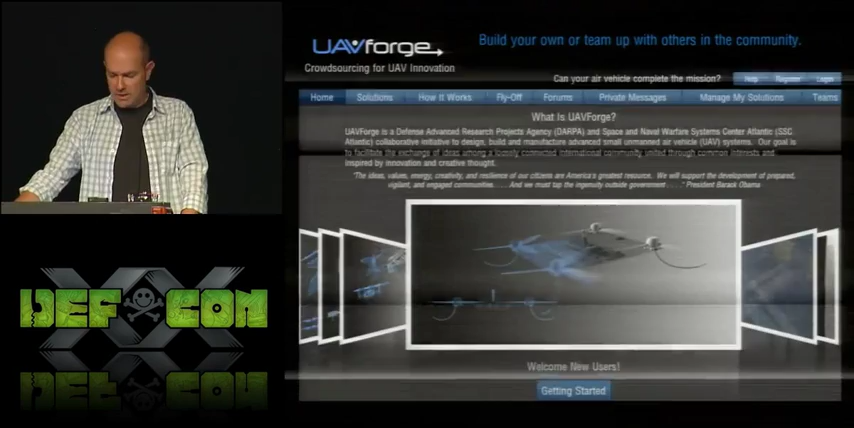 UAVforge
Crowdsourcing for UAV Innovation
Build your own or team up with others in the community.
Can your air vehicle complete the mission?
Help Register Login
Home Solutions How It Works Fly-Off Forums Private Messages Manage My Solutions Teams
What Is UAVForge?
UAVForge is a Defense Advanced Research Projects Agency (DARPA) and Space and Naval Warfare Systems Center Atlantic (SSC
Atlantic) collaborative initiative to design, build and manufacture advanced small unmanned air vehicle (UAV) systems. Our goal is
to facilitate the exchange of ideas among a loosely connected international community united through common interests and
inspired by innovation and creative thought.
"The ideas, values, energy, creativity, and resilience of our citizens are America's greatest resource. We will support the development of prepared,
vigilant, and engaged communities. . . . And we must tap the ingenuity outside government . . . ." President Barack Obama
Welcome New Users!
Getting Started
XX
DEF CON